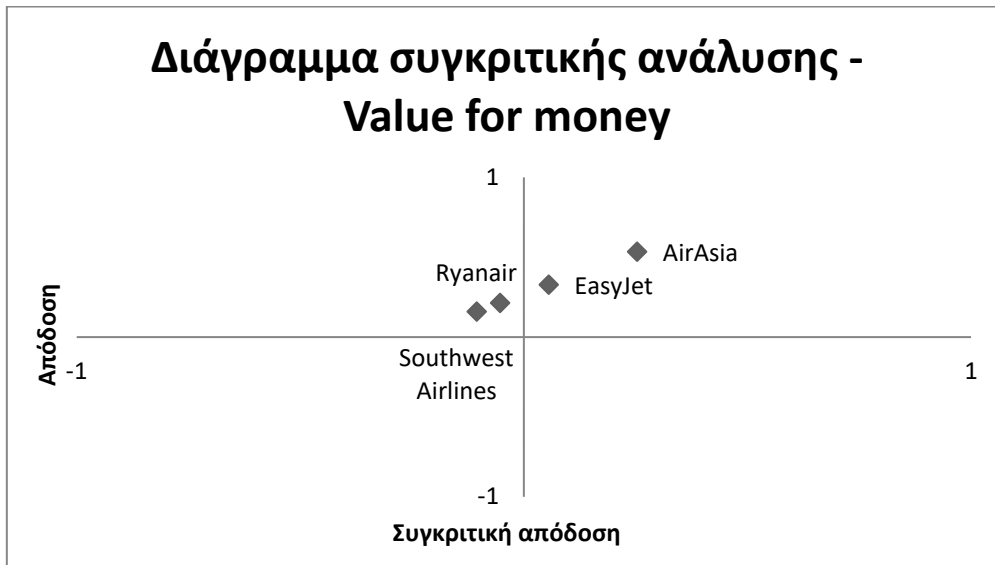 Διάγραμμα συγκριτικής ανάλυσης -
Value for money
1
AirAsia
Ryanair
EasyJet
Απόδοση
-1
Southwest
Airlines
1
-1
Συγκριτική απόδοση